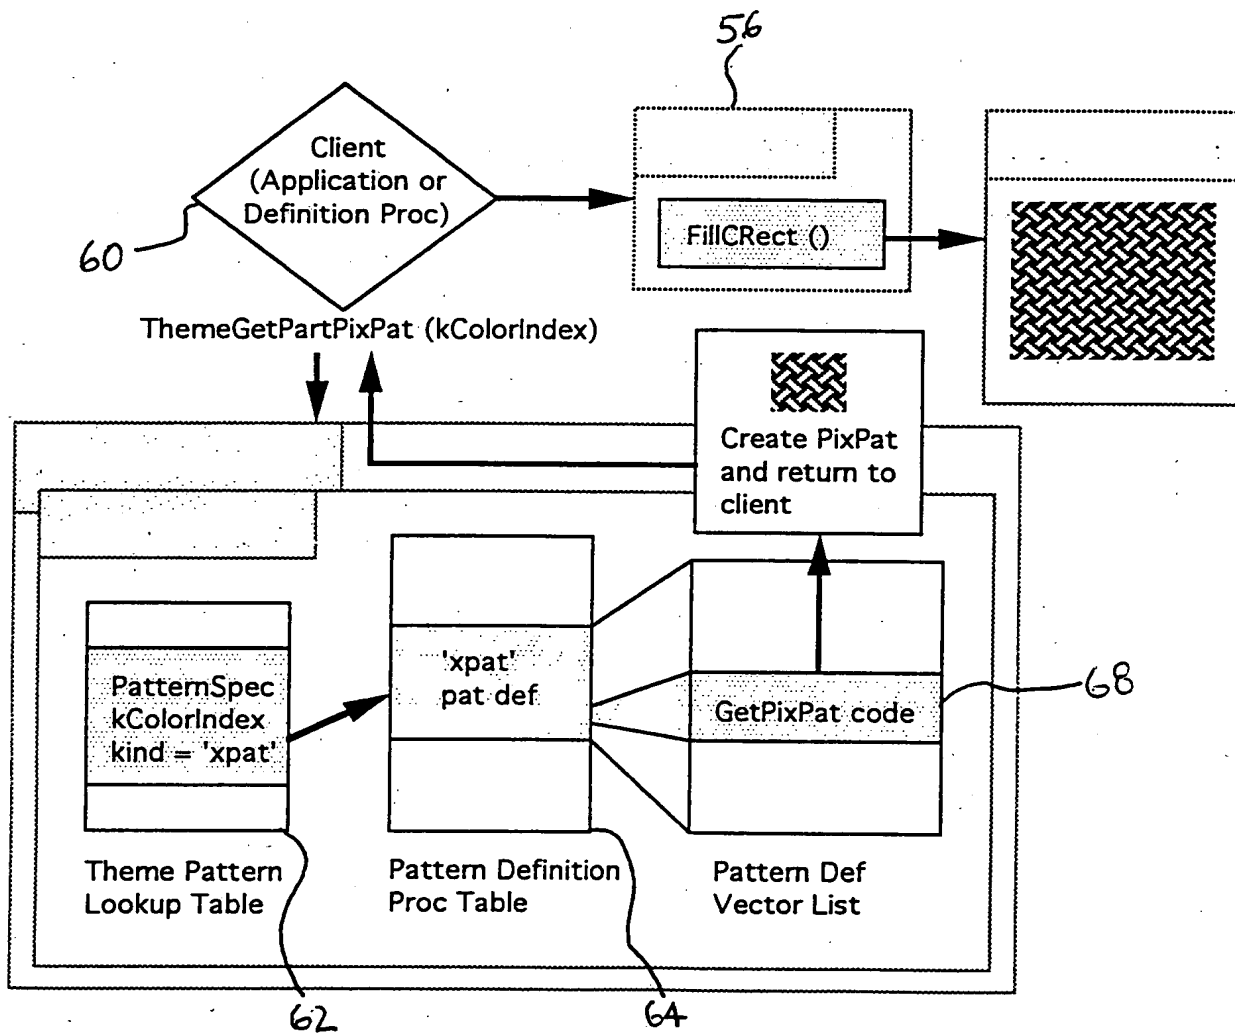 56
Client
(Application or
Definition Proc)
60
FillCRect ()
ThemeGetPartPixPat (kColorIndex)
Create PixPat
and return to
client
PatternSpec
kColorIndex
kind = 'xpat'
'xpat'
pat def
GetPixPat code
68
Theme Pattern
Lookup Table
Pattern Definition
Proc Table
Pattern Def
Vector List
62
64